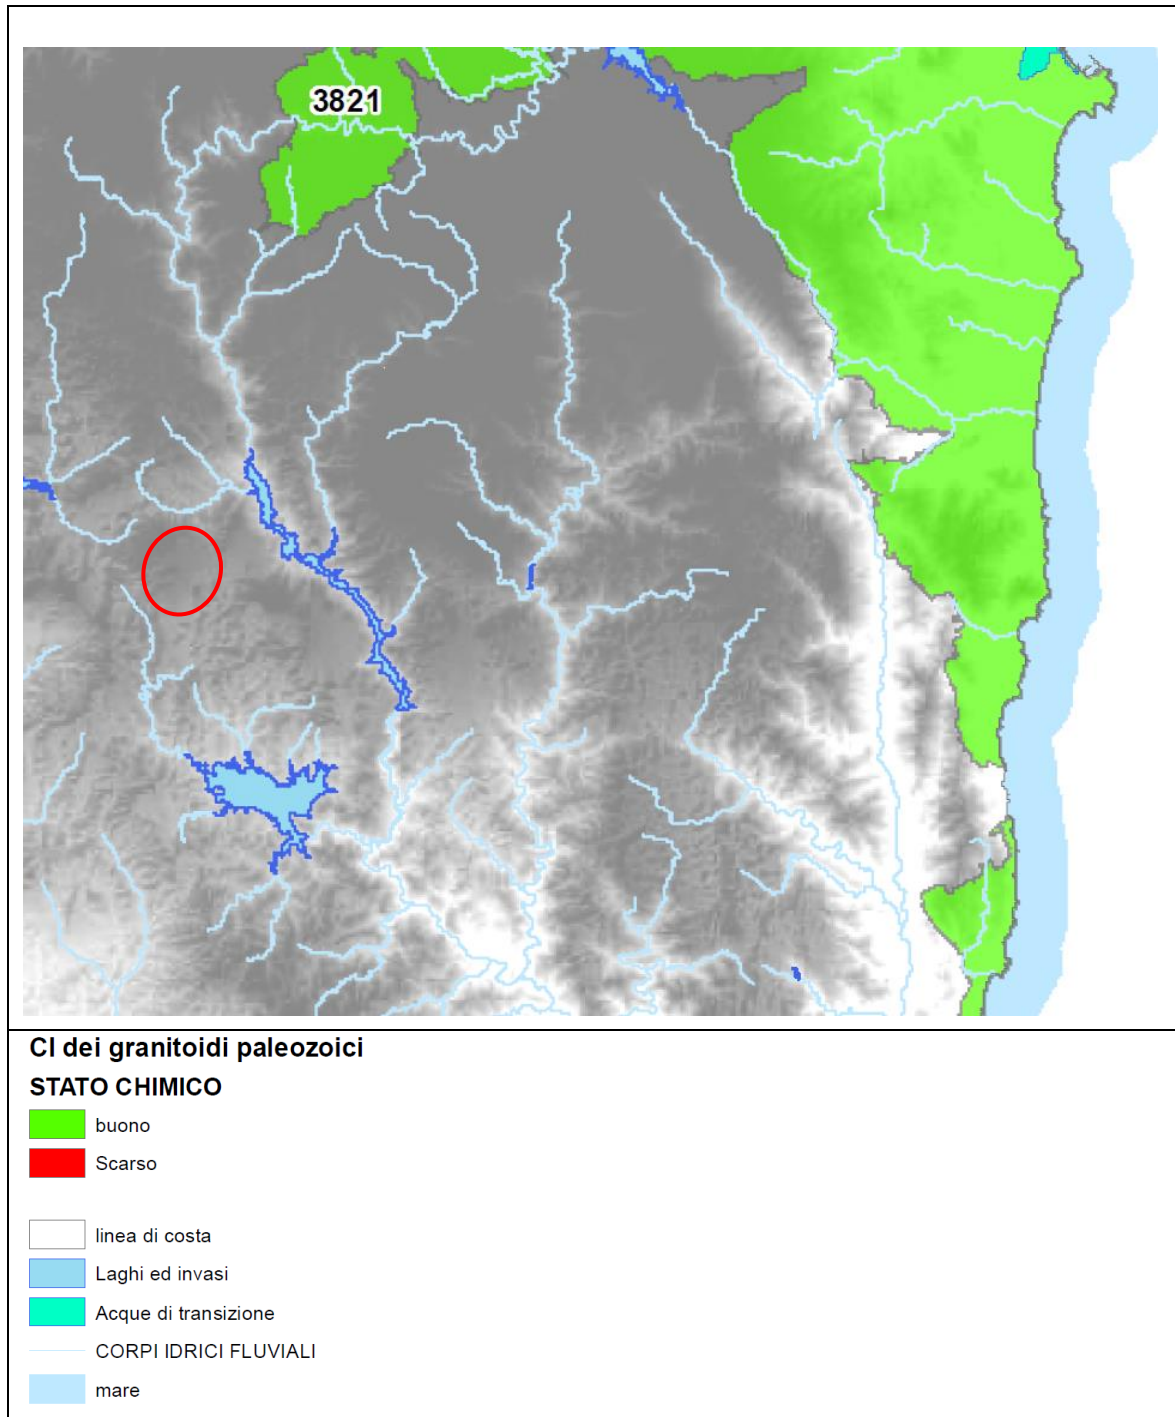 3821
CI dei granitoidi paleozoici
STATO CHIMICO
buono
Scarso
linea di costa
Laghi ed invasi
Acque di transizione
CORPI IDRICI FLUVIALI
mare